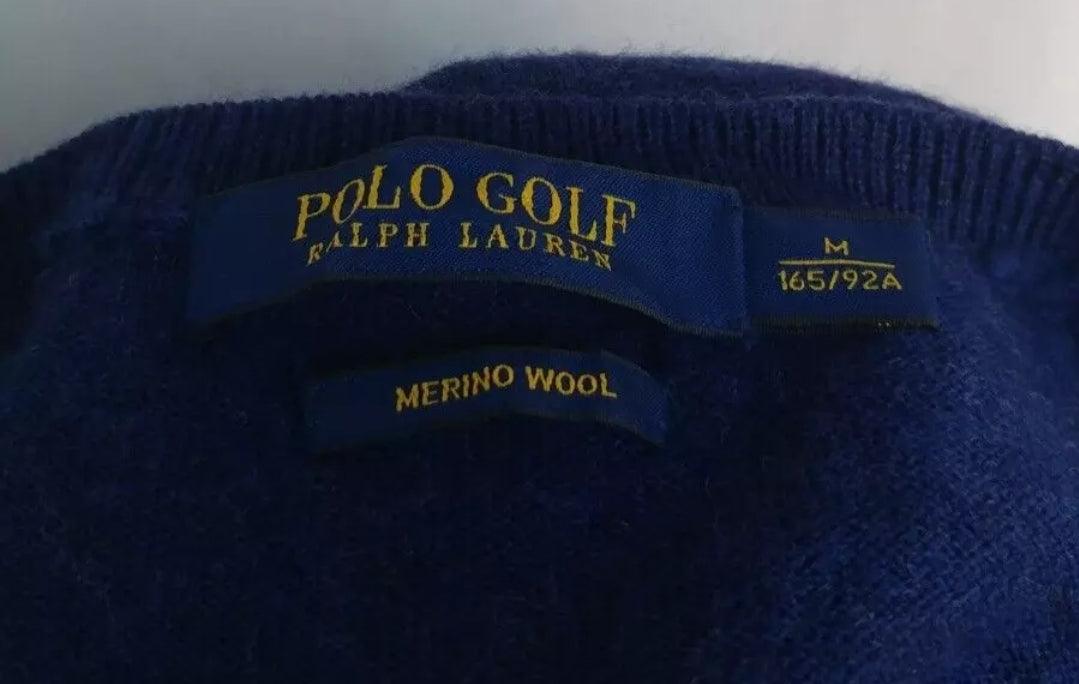 POLO GOLF
RALPH LAUREN
M
165/92A
MERINO WOOL